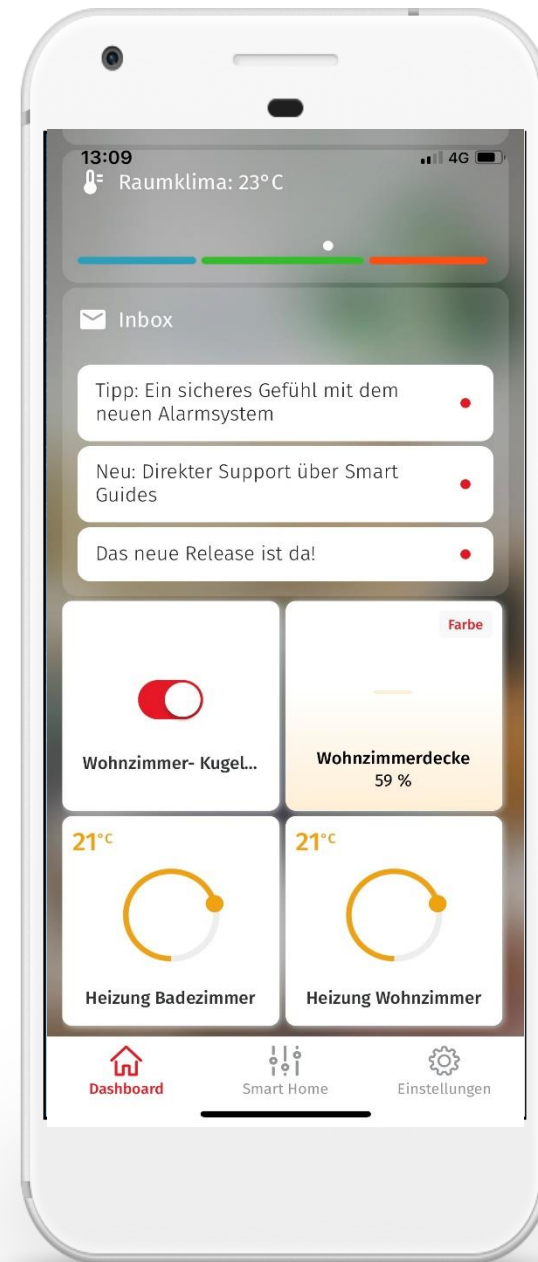 13:09
4G
Raumklima: 23°C
Inbox
Tipp: Ein sicheres Gefühl mit dem
neuen Alarmsystem
Neu: Direkter Support über Smart
Guides
Das neue Release ist da!
Farbe
Wohnzimmer- Kugel...
Wohnzimmerdecke
59 %
21°C
21°C
Heizung Badezimmer
Heizung Wohnzimmer
Dashboard
Smart Home
Einstellungen